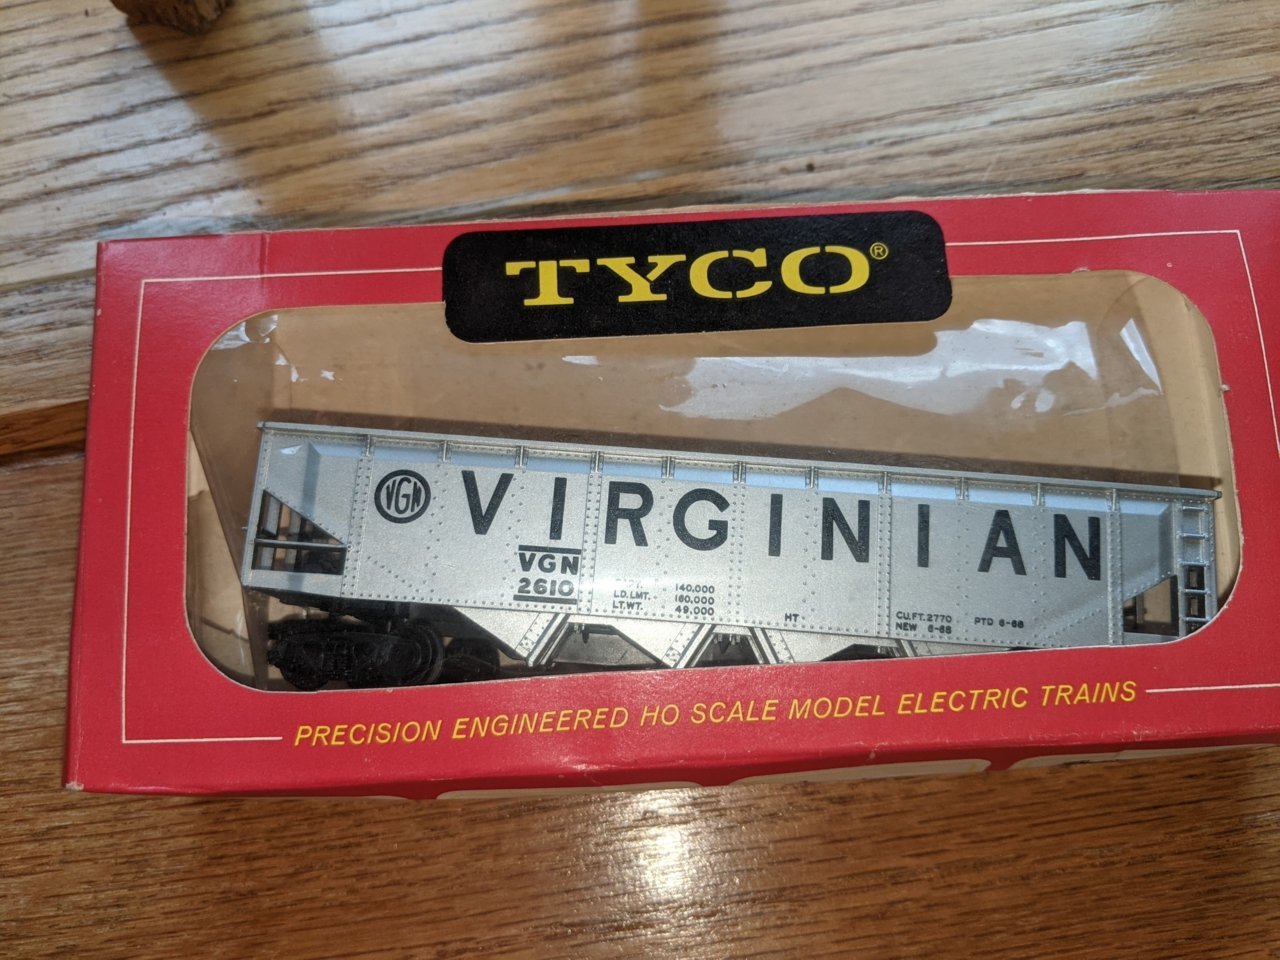 TYCO®
VGN
VIRGINIAN
VGN
2610
140,000
LD.LMT. 160,000
LT.WT. 49,000
HT
CU.FT. 2770
NEW 6-68
PTD 6-68
PRECISION ENGINEERED HO SCALE MODEL ELECTRIC TRAINS